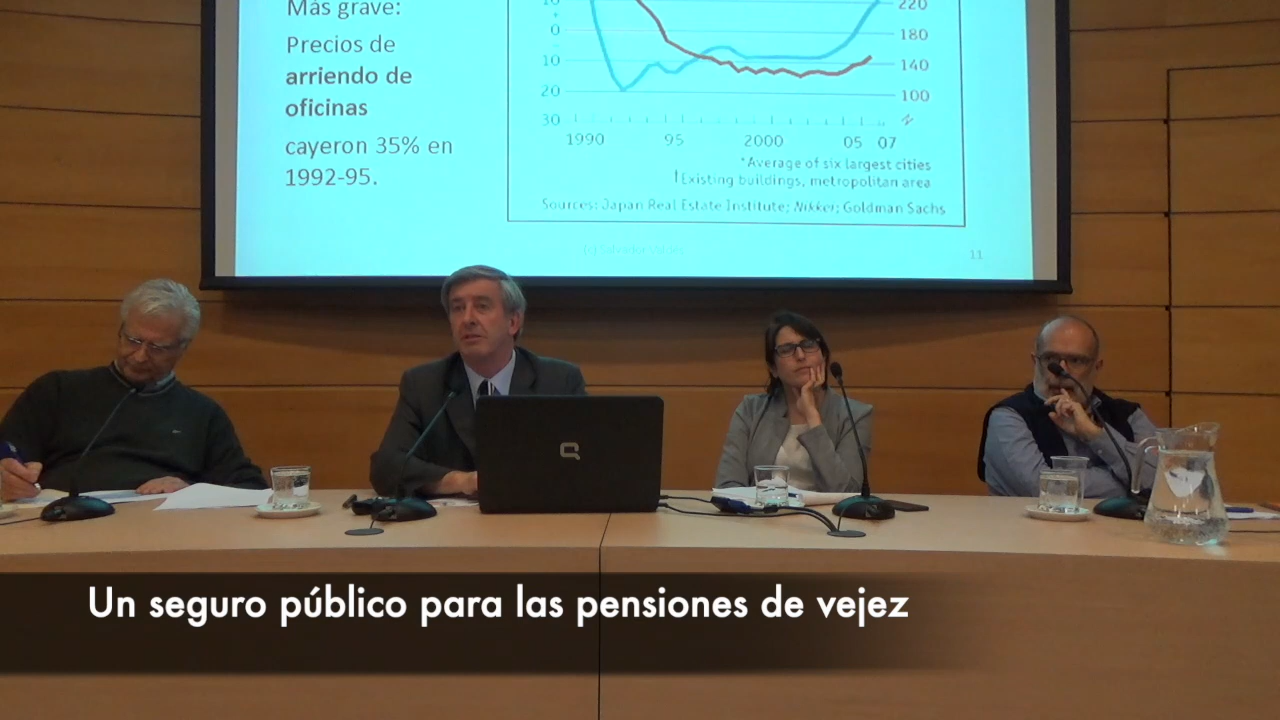 Más grave:
Precios de
arriendo de
oficinas
cayeron 35% en
1992-95.
10
0
10
20
30
220
180
140
100
1990 95 2000 05 07
*Average of six largest cities
†Existing buildings, metropolitan area
Sources: Japan Real Estate Institute; Nikkei; Goldman Sachs
11
Un seguro público para las pensiones de vejez